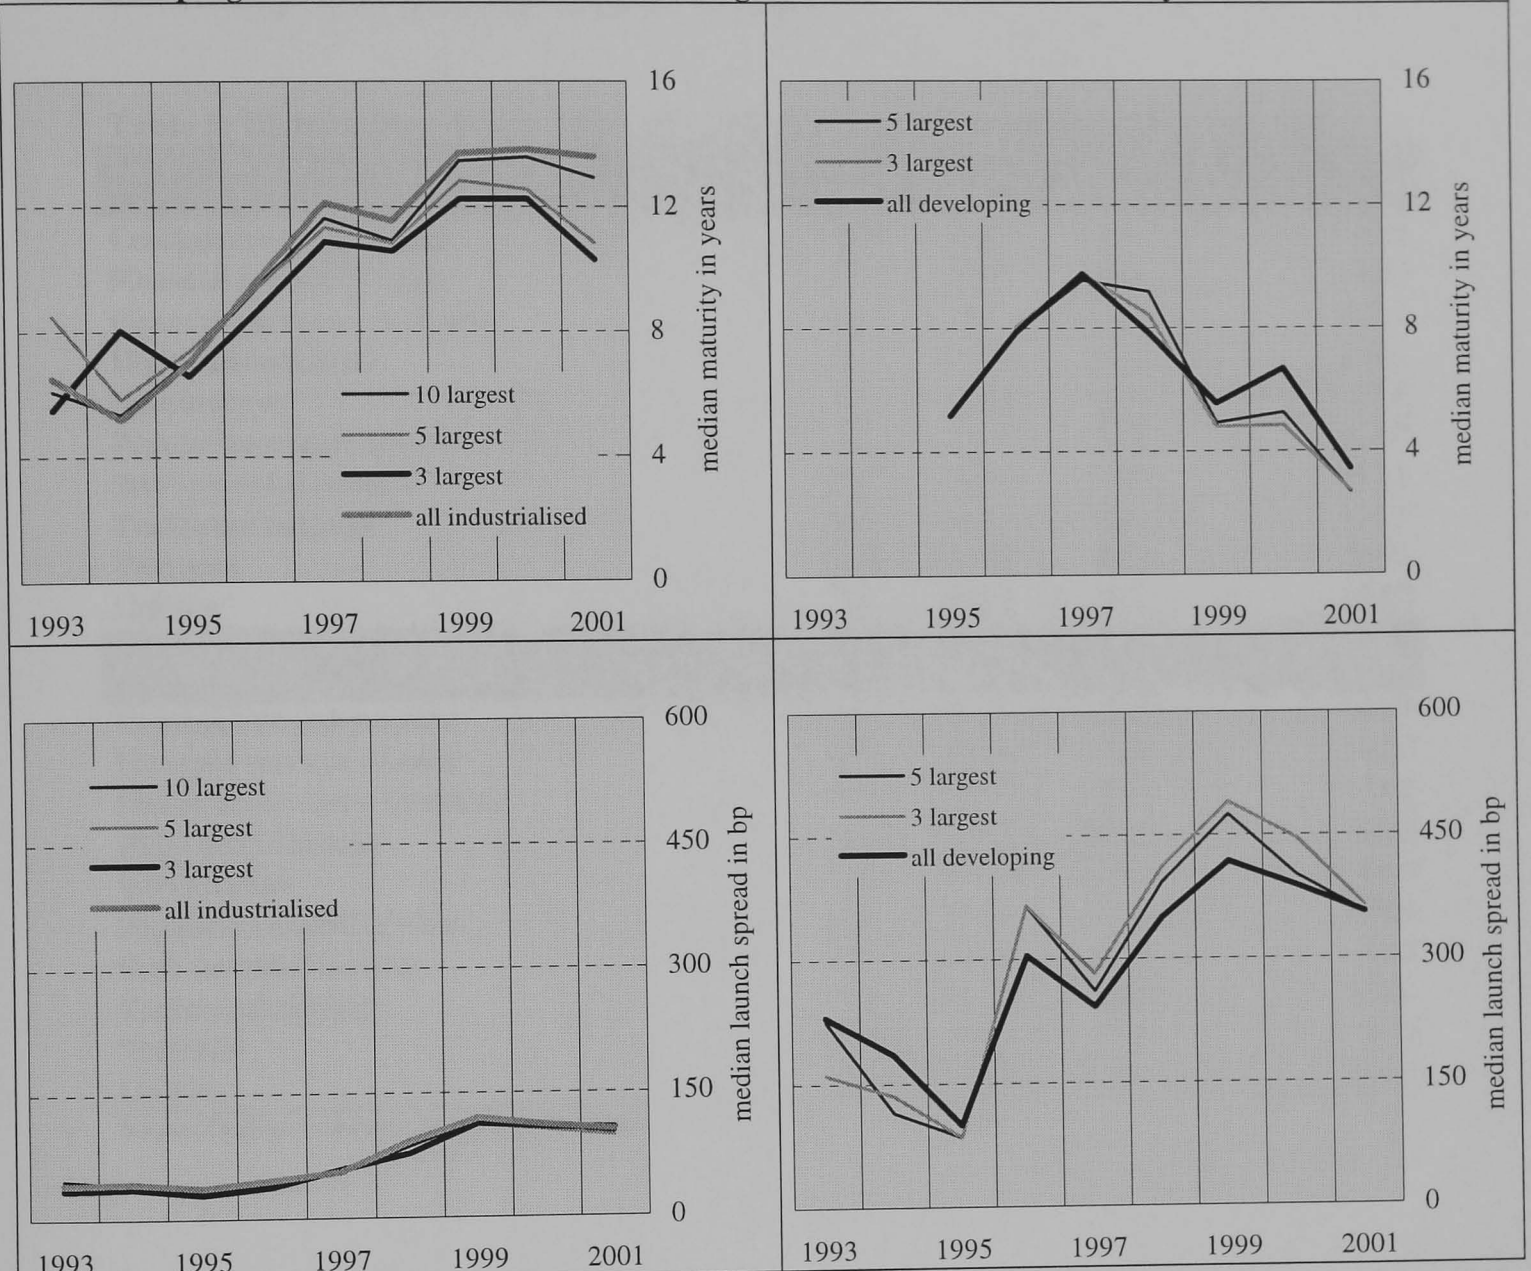 16
12
8
4
0
median maturity in years
10 largest
5 largest
3 largest
all industrialised
1993 1995 1997 1999 2001
16
12
8
4
0
median maturity in years
5 largest
3 largest
all developing
1993 1995 1997 1999 2001
600
450
300
150
0
median launch spread in bp
10 largest
5 largest
3 largest
all industrialised
1993 1995 1997 1999 2001
600
450
300
150
0
median launch spread in bp
5 largest
3 largest
all developing
1993 1995 1997 1999 2001